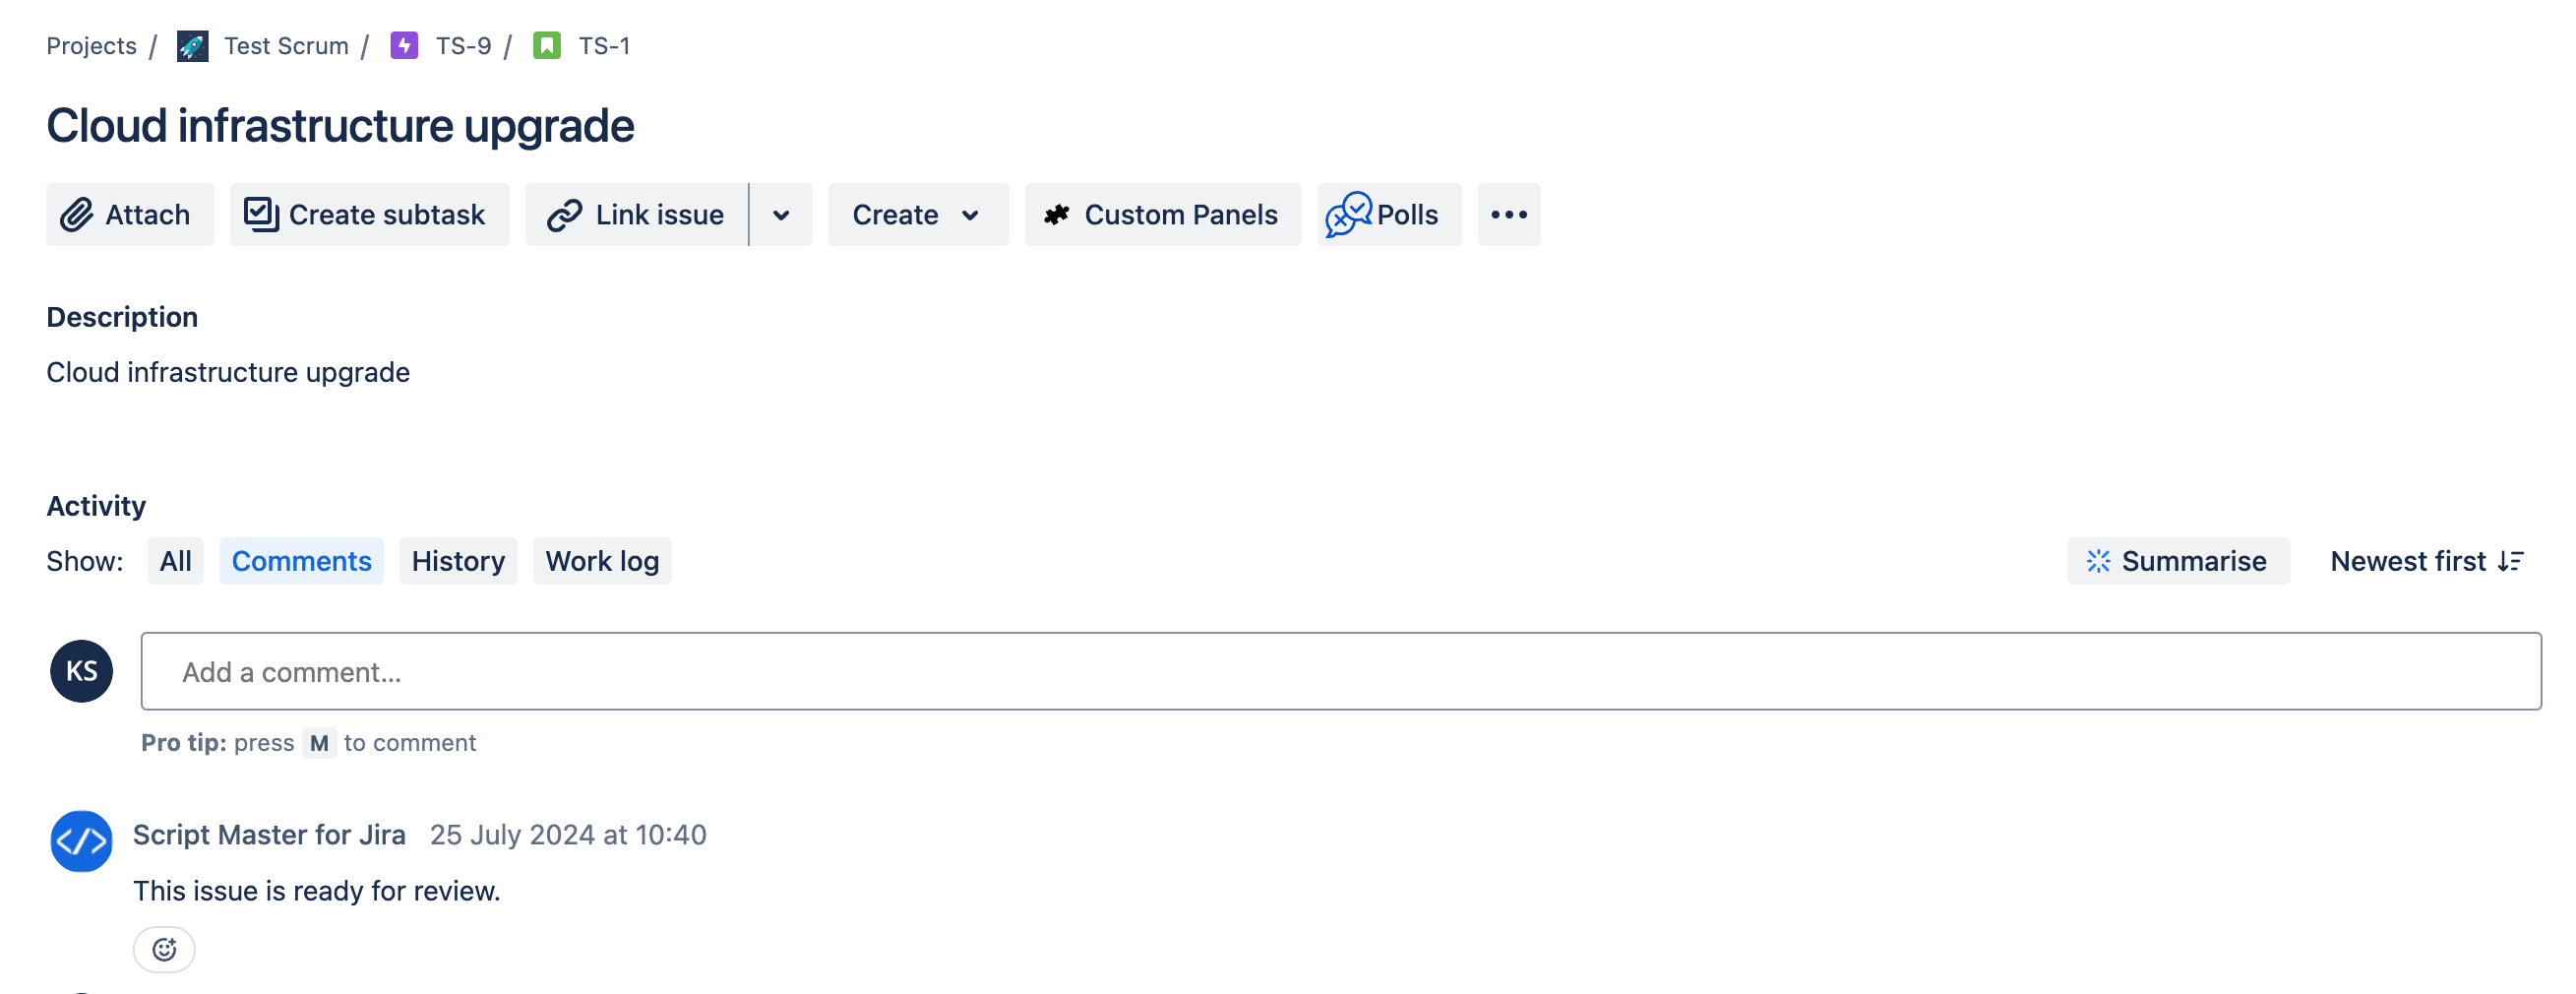 Projects / Test Scrum / TS-9 / TS-1
Cloud infrastructure upgrade
Attach Create subtask Link issue Create Custom Panels Polls
Description
Cloud infrastructure upgrade
Activity
Show: All Comments History Work log Summarise Newest first
KS Add a comment...
Pro tip: press M to comment
Script Master for Jira 25 July 2024 at 10:40
This issue is ready for review.